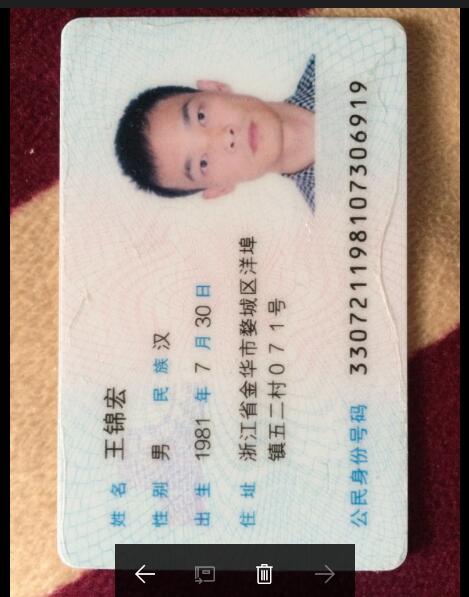 姓名 王锦宏
性别 男 民族 汉
出生 1981 年 7 月 30 日
住址 浙江省金华市婺城区洋埠
镇五二村071号
公民身份号码 330721198107306919